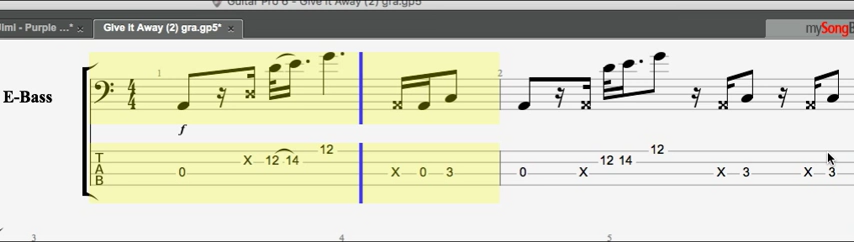 Guitar Pro 6 - Give It Away (2) gra.gp5*
Jimi - Purple ...* × Give It Away (2) gra.gp5* ×
mySongB
1 2
E-Bass
4
4
f
T
A
B
12 12
X 12 14 12 14
0 X 0 3 0 X X 3 X 3
3 4 5